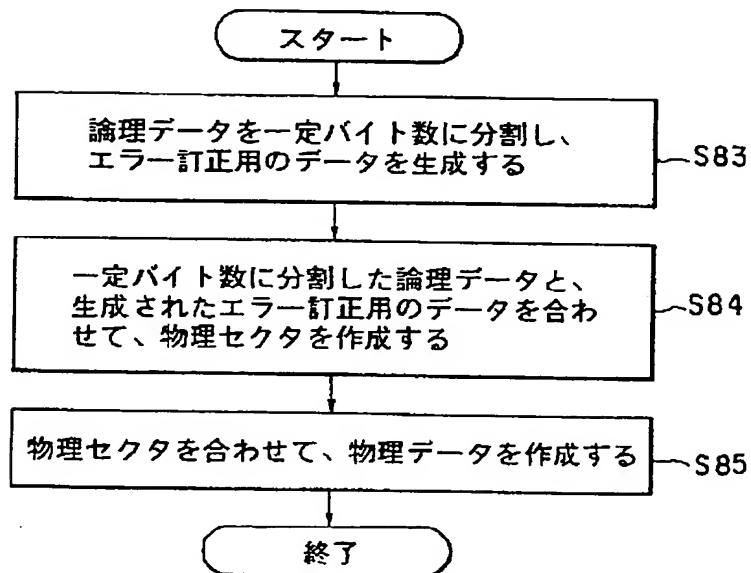 スタート
論理データを一定バイト数に分割し、
エラー訂正用のデータを生成する
S83
一定バイト数に分割した論理データと、
生成されたエラー訂正用のデータを合わ
せて、物理セクタを作成する
S84
物理セクタを合わせて、物理データを作成する
S85
終了